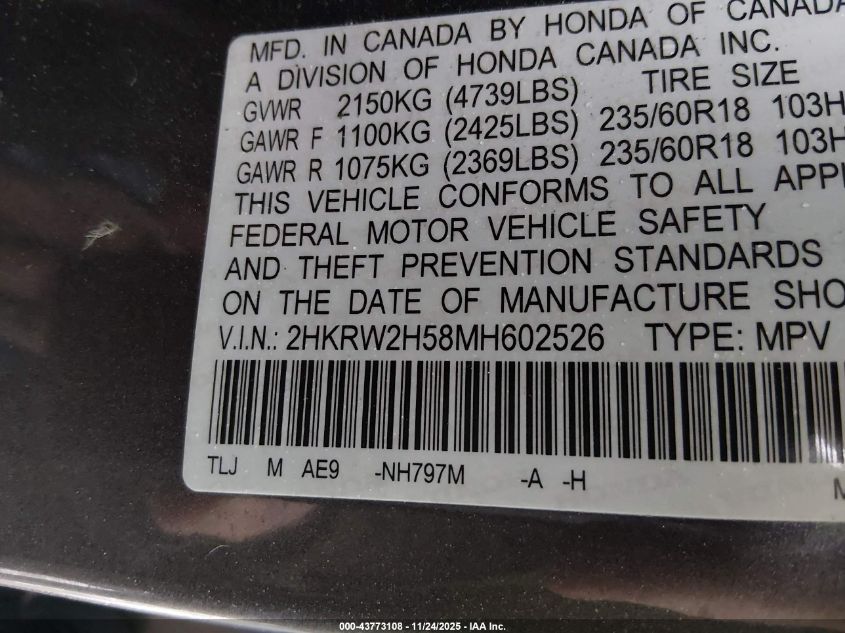 MFD. IN CANADA BY HONDA OF CANADA
A DIVISION OF HONDA CANADA INC.
GVWR 2150KG (4739LBS) TIRE SIZE
GAWR F 1100KG (2425LBS) 235/60R18 103H
GAWR R 1075KG (2369LBS) 235/60R18 103H
THIS VEHICLE CONFORMS TO ALL APPL
FEDERAL MOTOR VEHICLE SAFETY
AND THEFT PREVENTION STANDARDS
ON THE DATE OF MANUFACTURE SHO
V.I.N.: 2HKRW2H58MH602526 TYPE: MPV
TLJ M AE9 -NH797M -A -H
000-43773108 - 11/24/2025 - IAA Inc.